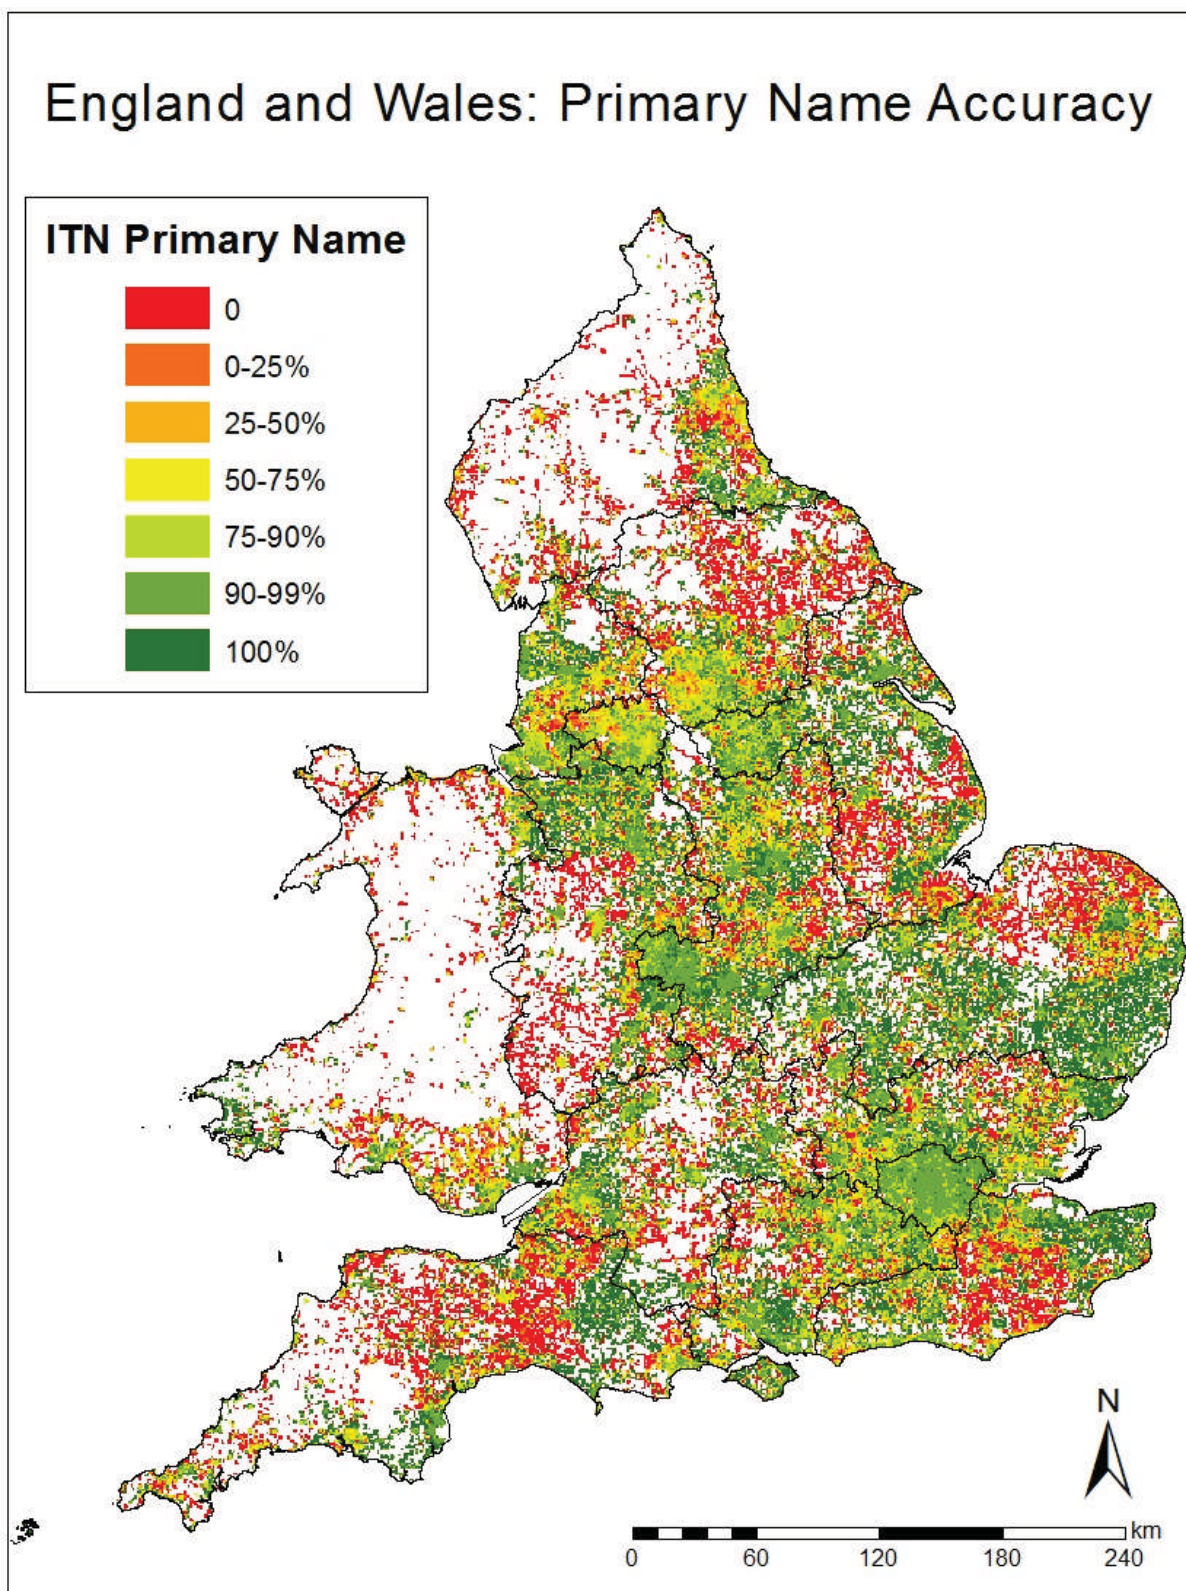 England and Wales: Primary Name Accuracy
ITN Primary Name
0
0-25%
25-50%
50-75%
75-90%
90-99%
100%
N
km
0 60 120 180 240